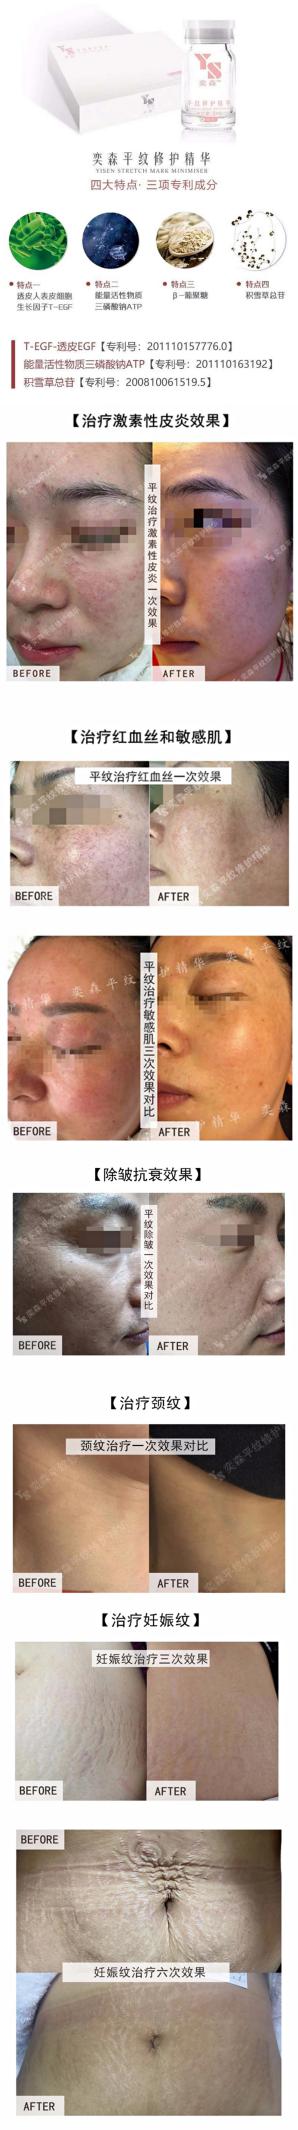 YS
奕森
YS
奕森
平纹修护精华
奕森平纹修护精华
YISEN STRETCH MARK MINIMISER
四大特点·三项专利成分
特点一
透皮人表皮细胞
生长因子T-EGF
特点二
能量活性物质
三磷酸钠ATP
特点三
β-葡聚糖
特点四
积雪草总苷
T-EGF-透皮EGF【专利号：201110157776.0】
能量活性物质三磷酸钠ATP【专利号：201110163192】
积雪草总苷【专利号：200810061519.5】
【治疗激素性皮炎效果】
平纹治疗激素性皮炎一次效果
BEFORE
AFTER
【治疗红血丝和敏感肌】
平纹治疗红血丝一次效果
BEFORE
AFTER
平纹治疗敏感肌三次效果对比
BEFORE
AFTER
【除皱抗衰效果】
平纹除皱一次效果对比
BEFORE
AFTER
【治疗颈纹】
颈纹治疗一次效果对比
BEFORE
AFTER
【治疗妊娠纹】
妊娠纹治疗三次效果
BEFORE
AFTER
BEFORE
妊娠纹治疗六次效果
AFTER